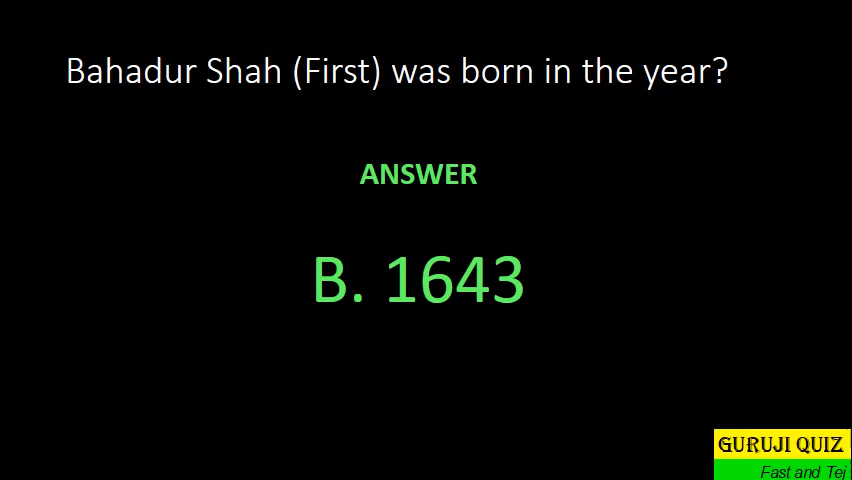 Bahadur Shah (First) was born in the year?
ANSWER
B. 1643
GURUJI QUIZ
Fast and Tej